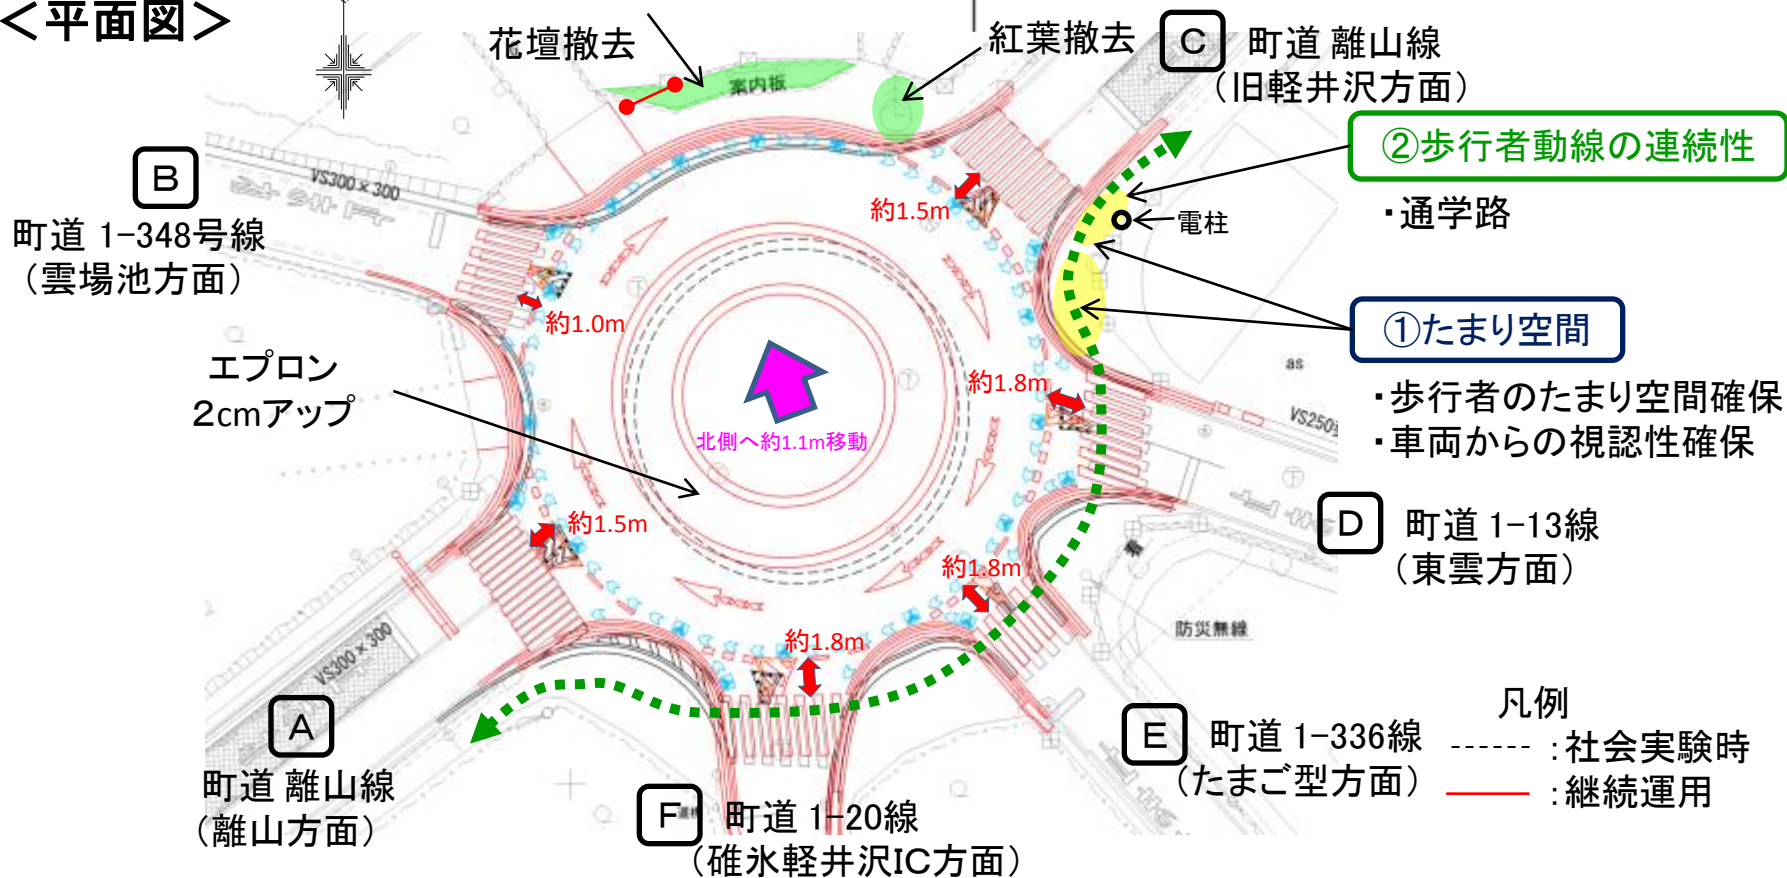 ＜平面図＞
花壇撤去
紅葉撤去
案内板
C
町道 離山線
（旧軽井沢方面）
②歩行者動線の連続性
・通学路
B
町道 1-348号線
（雲場池方面）
VS300×300
約1.5m
電柱
約1.0m
①たまり空間
・歩行者のたまり空間確保
・車両からの視認性確保
エプロン
２cmアップ
約1.8m
as
北側へ約1.1m移動
D
町道 1-13線
（東雲方面）
約1.5m
約1.8m
防災無線
約1.8m
VS300×300
A
町道 離山線
（離山方面）
F
町道 1-20線
（碓氷軽井沢IC方面）
E
町道 1-336線
（たまご型方面）
凡例
------：社会実験時
：継続運用